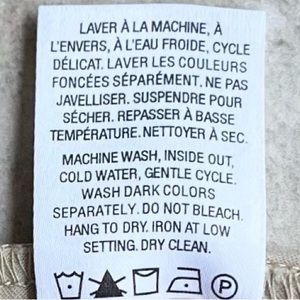 LAVER À LA MACHINE, À
L'ENVERS, À L'EAU FROIDE, CYCLE
DÉLICAT. LAVER LES COULEURS
FONCÉES SÉPARÉMENT. NE PAS
JAVELLISER. SUSPENDRE POUR
SÉCHER. REPASSER À BASSE
TEMPÉRATURE. NETTOYER À SEC.
MACHINE WASH, INSIDE OUT,
COLD WATER, GENTLE CYCLE.
WASH DARK COLORS
SEPARATELY. DO NOT BLEACH.
HANG TO DRY. IRON AT LOW
SETTING. DRY CLEAN.
P